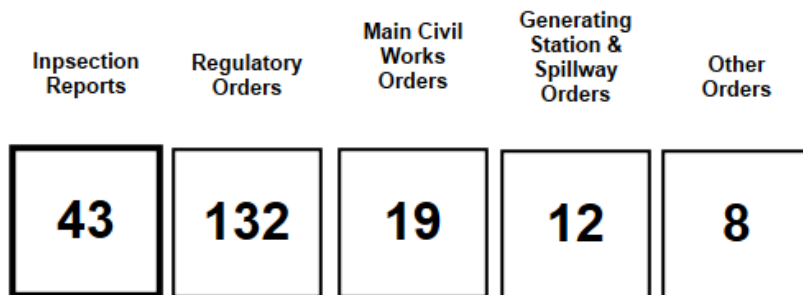 Inpsection
Reports
Regulatory
Orders
Main Civil
Works
Orders
Generating
Station &
Spillway
Orders
Other
Orders
43
132
19
12
8